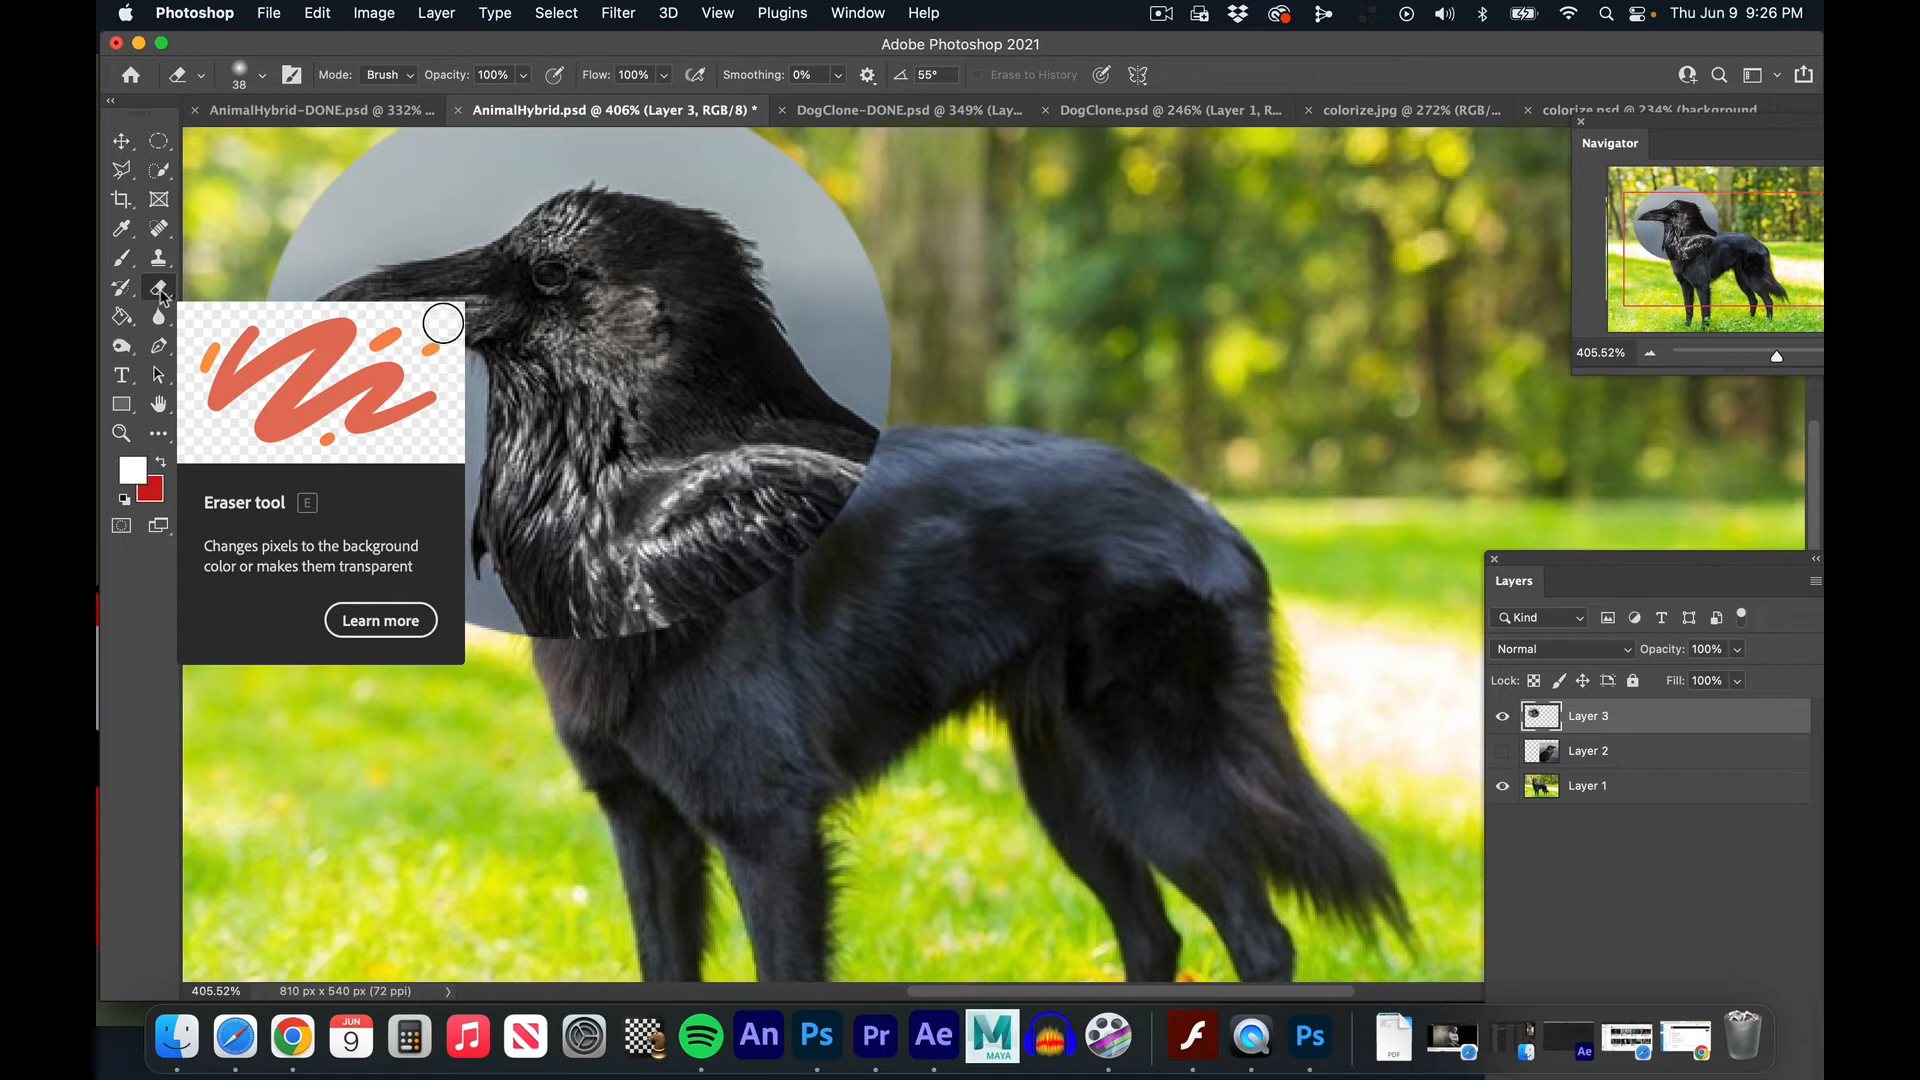 Photoshop File Edit Image Layer Type Select Filter 3D View Plugins Window Help Thu Jun 9 9:26 PM
Adobe Photoshop 2021
38 Mode: Brush Opacity: 100% Flow: 100% Smoothing: 0% 55° Erase to History
AnimalHybrid-DONE.psd @ 332% ... AnimalHybrid.psd @ 406% (Layer 3, RGB/8) * DogClone-DONE.psd @ 349% (Lay... DogClone.psd @ 246% (Layer 1, R... colorize.jpg @ 272% (RGB/... colorize.psd @ 234% (background
Navigator
405.52%
T
Eraser tool E
Changes pixels to the background
color or makes them transparent
Learn more
Layers
Kind T
Normal Opacity: 100%
Lock: Fill: 100%
Layer 3
Layer 2
Layer 1
405.52% 810 px x 540 px (72 ppi)
JUN
9
An Ps Pr Ae
MAYA
Ps
PDF
Ae